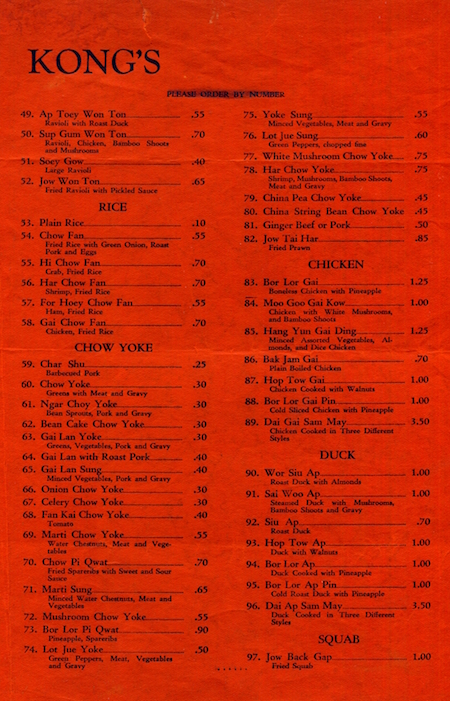 KONG'S
PLEASE ORDER BY NUMBER
49. Ap Toey Won Ton .55
Ravioli with Roast Duck
50. Sup Gum Won Ton .70
Ravioli, Chicken, Bamboo Shoots
and Mushrooms
51. Soey Gow .40
Large Ravioli
52. Jow Won Ton .65
Fried Ravioli with Pickled Sauce
RICE
53. Plain Rice .10
54. Chow Fan .55
Fried Rice with Green Onion, Roast
Pork and Eggs
55. Hi Chow Fan .70
Crab, Fried Rice
56. Har Chow Fan .70
Shrimp, Fried Rice
57. For Hoey Chow Fan .55
Ham, Fried Rice
58. Gai Chow Fan .70
Chicken, Fried Rice
CHOW YOKE
59. Char Shu .25
Barbecued Pork
60. Chow Yoke .30
Greens with Meat and Gravy
61. Ngar Choy Yoke .30
Bean Sprouts, Pork and Gravy
62. Bean Cake Chow Yoke .30
63. Gai Lan Yoke .30
Greens, Vegetables, Pork and Gravy
64. Gai Lan with Roast Pork .40
65. Gai Lan Sung .40
Minced Vegetables, Pork and Gravy
66. Onion Chow Yoke .30
67. Celery Chow Yoke .30
68. Fan Kai Chow Yoke .40
Tomato
69. Marti Chow Yoke .55
Water Chestnuts, Meat and Vege-
tables
70. Chow Pi Qwat .70
Fried Spareribs with Sweet and Sour
Sauce
71. Marti Sung .65
Minced Water Chestnuts, Meat and
Vegetables
72. Mushroom Chow Yoke .55
73. Bor Lor Pi Qwat .90
Pineapple, Spareribs
74. Lot Jue Yoke .50
Green Peppers, Meat, Vegetables
and Gravy
75. Yoke Sung .55
Minced Vegetables, Meat and Gravy
76. Lot Jue Sung .60
Green Peppers, chopped fine
77. White Mushroom Chow Yoke .75
78. Har Chow Yoke .75
Shrimp, Mushrooms, Bamboo Shoots,
Meat and Gravy
79. China Pea Chow Yoke .45
80. China String Bean Chow Yoke .45
81. Ginger Beef or Pork .50
82. Jow Tai Har .85
Fried Prawn
CHICKEN
83. Bor Lor Gai 1.25
Boneless Chicken with Pineapple
84. Moo Goo Gai Kow 1.00
Chicken with White Mushrooms,
and Bamboo Shoots
85. Hang Yun Gai Ding 1.25
Minced Assorted Vegetables, Al-
monds, and Dice Chicken
86. Bak Jam Gai .70
Plain Boiled Chicken
87. Hop Tow Gai 1.00
Chicken Cooked with Walnuts
88. Bor Lor Gai Pin 1.00
Cold Sliced Chicken with Pineapple
89. Dai Gai Sam May 3.50
Chicken Cooked in Three Different
Styles
DUCK
90. Wor Siu Ap 1.00
Roast Duck with Almonds
91. Sai Woo Ap 1.00
Steamed Duck with Mushrooms,
Bamboo Shoots and Gravy
92. Siu Ap .70
Roast Duck
93. Hop Tow Ap 1.00
Duck with Walnuts
94. Bor Lor Ap 1.00
Duck Cooked with Pineapple
95. Bor Lor Ap Pin 1.00
Cold Roast Duck with Pineapple
96. Dai Ap Sam May 3.50
Duck Cooked in Three Different
Styles
SQUAB
97. Jow Back Gap 1.00
Fried Squab